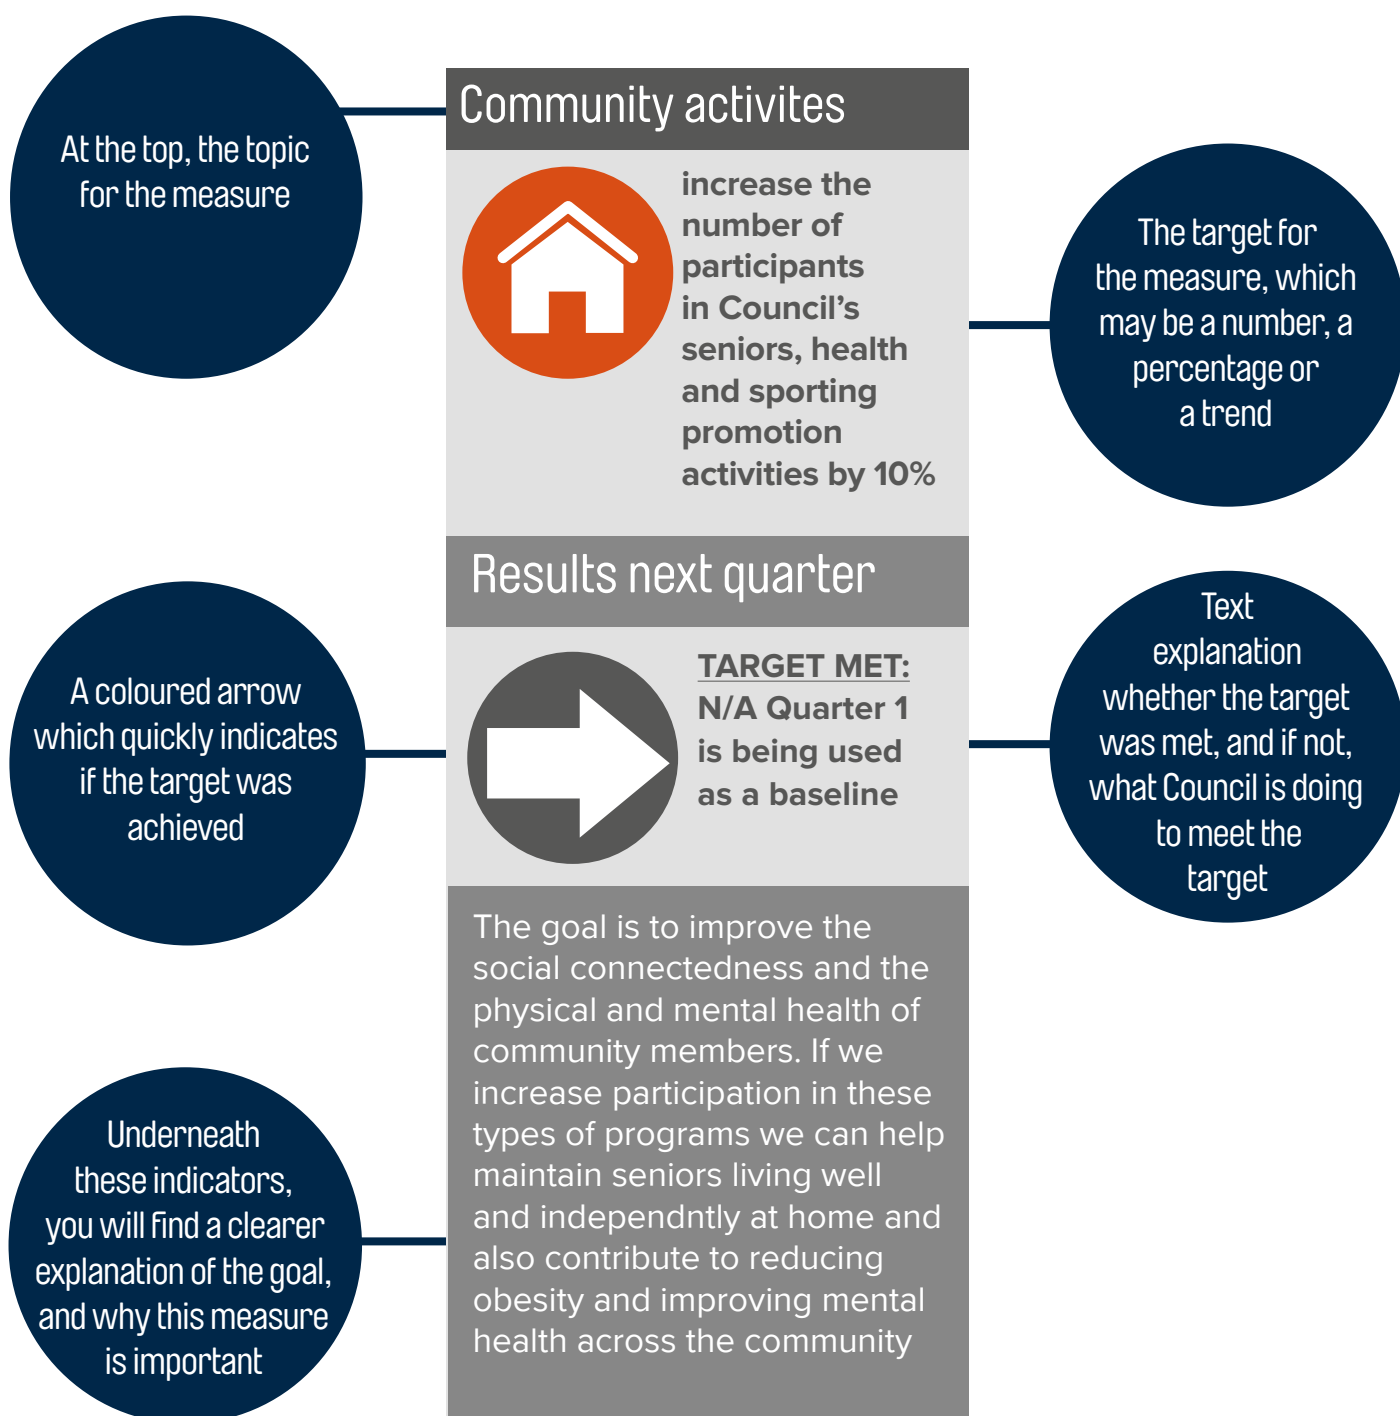 At the top, the topic
for the measure
Community activites
increase the
number of
participants
in Council’s
seniors, health
and sporting
promotion
activities by 10%
The target for
the measure, which
may be a number, a
percentage or
a trend
Results next quarter
A coloured arrow
which quickly indicates
if the target was
achieved
TARGET MET:
N/A Quarter 1
is being used
as a baseline
Text
explanation
whether the target
was met, and if not,
what Council is doing
to meet the
target
Underneath
these indicators,
you will find a clearer
explanation of the goal,
and why this measure
is important
The goal is to improve the
social connectedness and the
physical and mental health of
community members. If we
increase participation in these
types of programs we can help
maintain seniors living well
and independntly at home and
also contribute to reducing
obesity and improving mental
health across the community